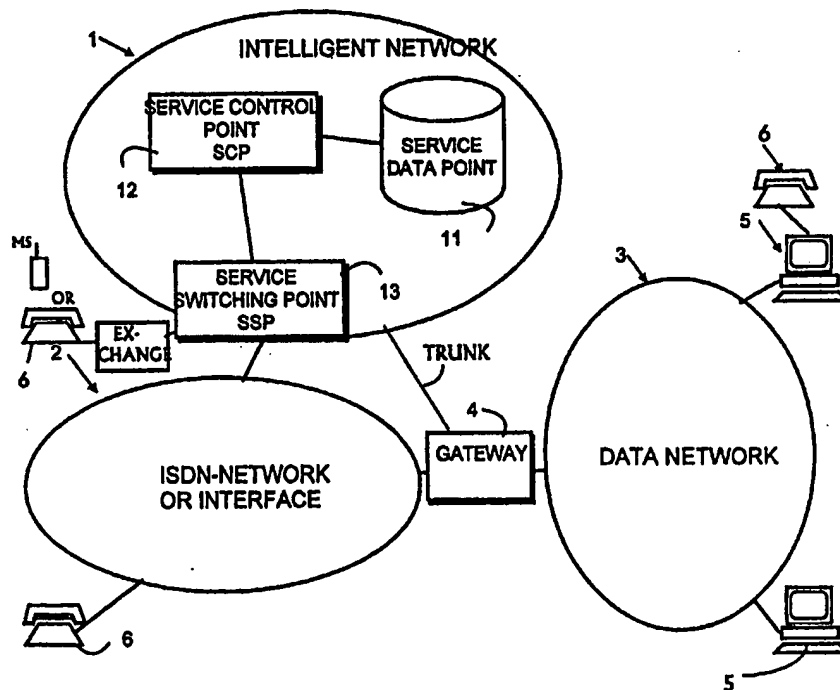 1
INTELLIGENT NETWORK
SERVICE CONTROL
POINT
SCP
12
SERVICE
DATA POINT
11
6
5
MS
OR
6
EX-
CHANGE
2
SERVICE
SWITCHING POINT
SSP
13
3
TRUNK
4
GATEWAY
ISDN-NETWORK
OR INTERFACE
DATA NETWORK
6
5